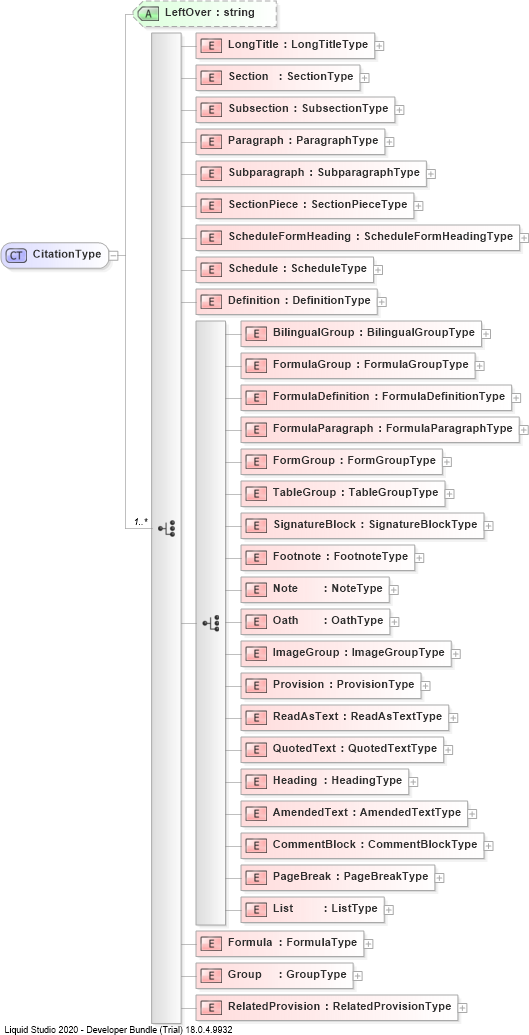 A LeftOver : string
E LongTitle : LongTitleType
E Section : SectionType
E Subsection : SubsectionType
E Paragraph : ParagraphType
E Subparagraph : SubparagraphType
E SectionPiece : SectionPieceType
E ScheduleFormHeading : ScheduleFormHeadingType
CT CitationType
E Schedule : ScheduleType
E Definition : DefinitionType
E BilingualGroup : BilingualGroupType
E FormulaGroup : FormulaGroupType
E FormulaDefinition : FormulaDefinitionType
E FormulaParagraph : FormulaParagraphType
E FormGroup : FormGroupType
E TableGroup : TableGroupType
1..*
E SignatureBlock : SignatureBlockType
E Footnote : FootnoteType
E Note : NoteType
E Oath : OathType
E ImageGroup : ImageGroupType
E Provision : ProvisionType
E ReadAsText : ReadAsTextType
E QuotedText : QuotedTextType
E Heading : HeadingType
E AmendedText : AmendedTextType
E CommentBlock : CommentBlockType
E PageBreak : PageBreakType
E List : ListType
E Formula : FormulaType
E Group : GroupType
E RelatedProvision : RelatedProvisionType
Liquid Studio 2020 - Developer Bundle (Trial) 18.0.4.9932